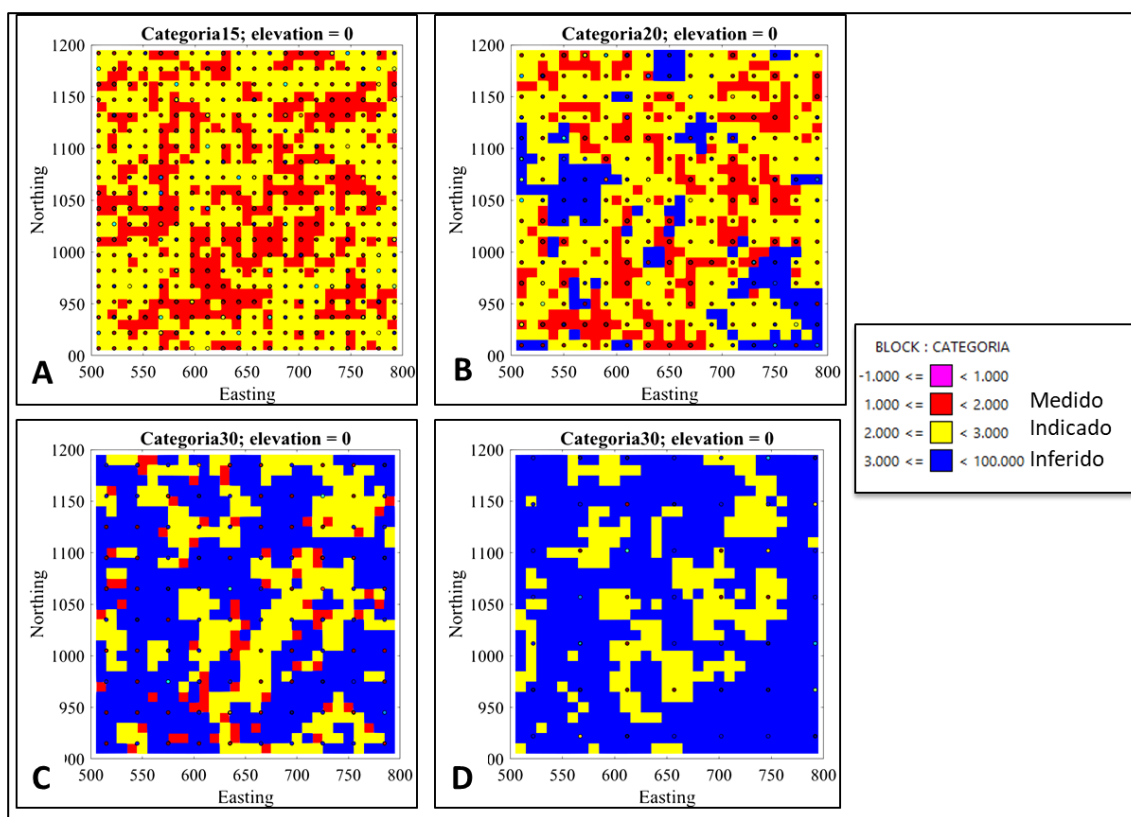 Categoria15; elevation = 0
1200
1150
1100
1050
1000
950
00
Northing
500 550 600 650 700 750 800
Easting
A
Categoria20; elevation = 0
1200
1150
1100
1050
1000
950
00
Northing
500 550 600 650 700 750 800
Easting
B
BLOCK : CATEGORIA
-1.000 <= < 1.000
1.000 <= < 2.000 Medido
2.000 <= < 3.000 Indicado
3.000 <= < 100.000 Inferido
Categoria30; elevation = 0
1200
1150
1100
1050
1000
950
00
Northing
500 550 600 650 700 750 800
Easting
C
Categoria30; elevation = 0
1200
1150
1100
1050
1000
950
00
Northing
500 550 600 650 700 750 800
Easting
D